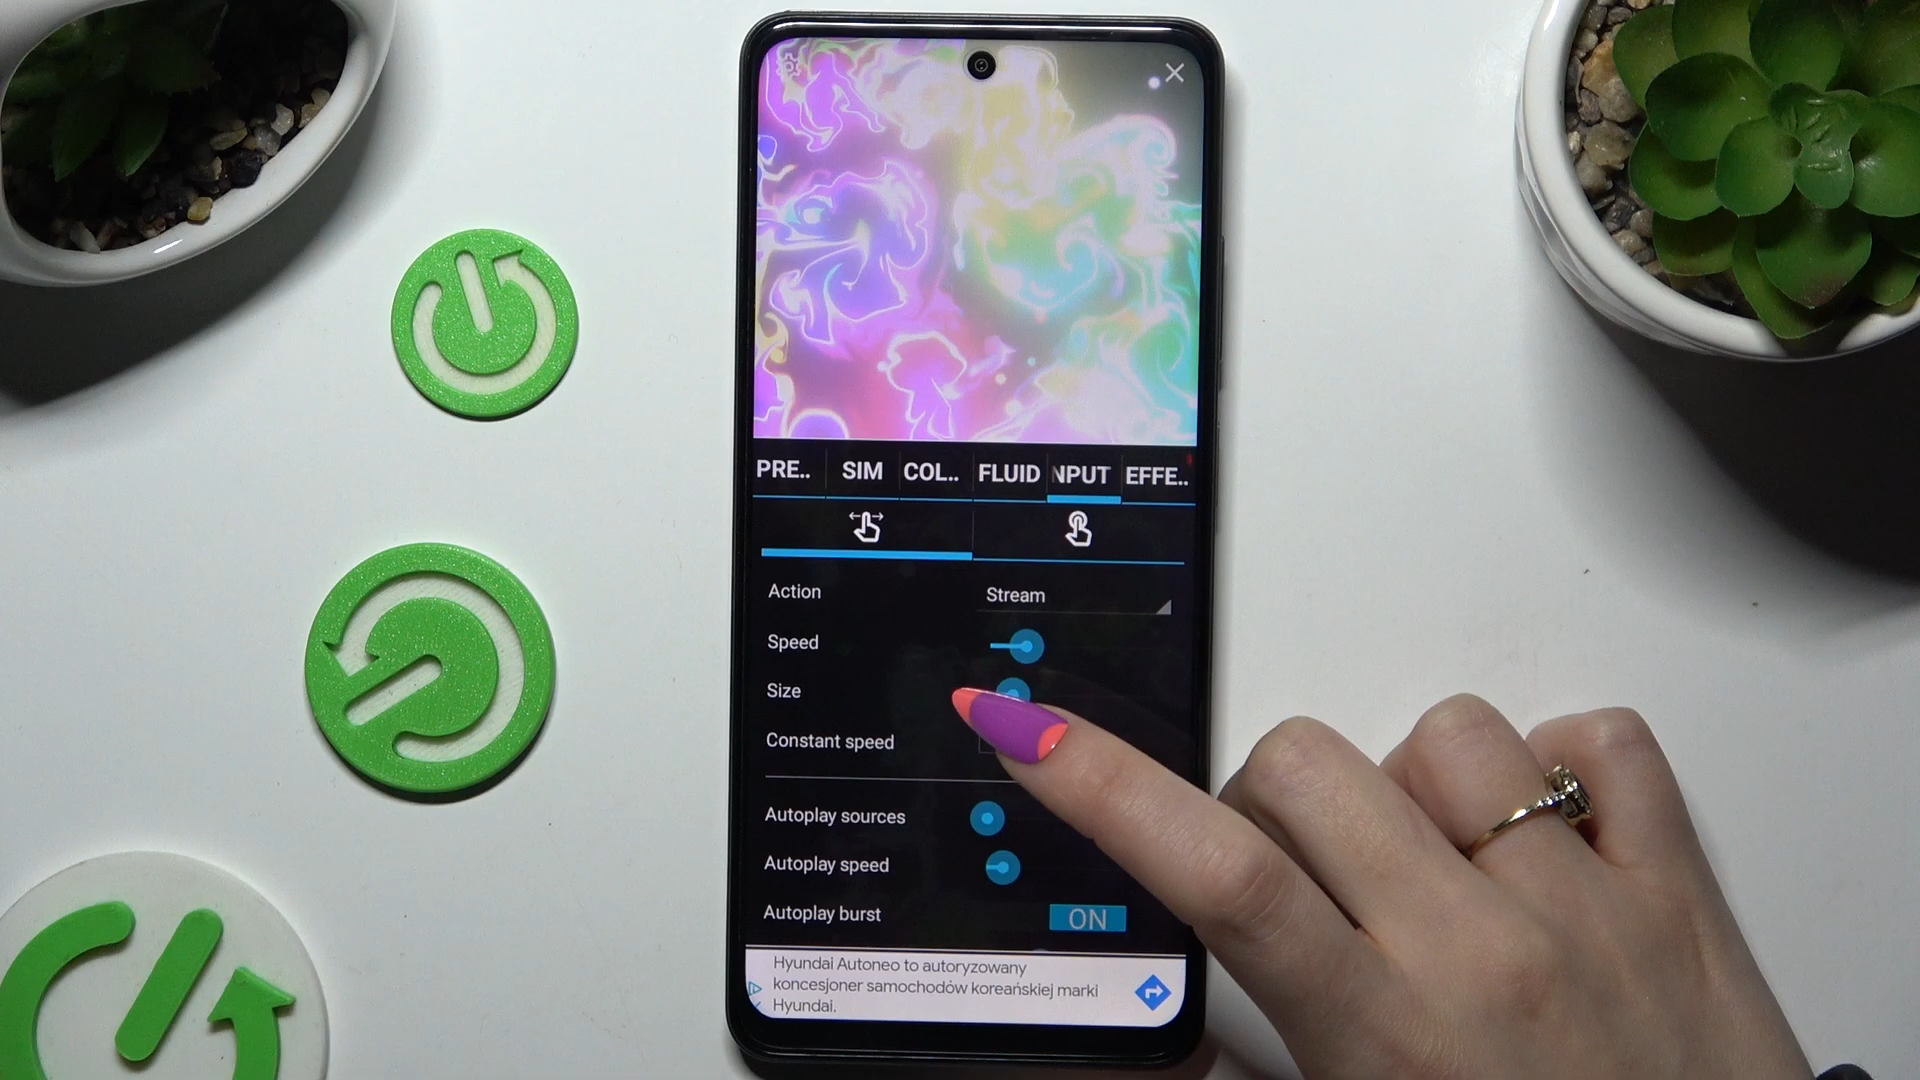 PRE.. SIM COL.. FLUID NPUT EFFE..
Action Stream
Speed
Size
Constant speed
Autoplay sources
Autoplay speed
Autoplay burst ON
Hyundai Autoneo to autoryzowany
koncesjoner samochodów koreańskiej marki
Hyundai.